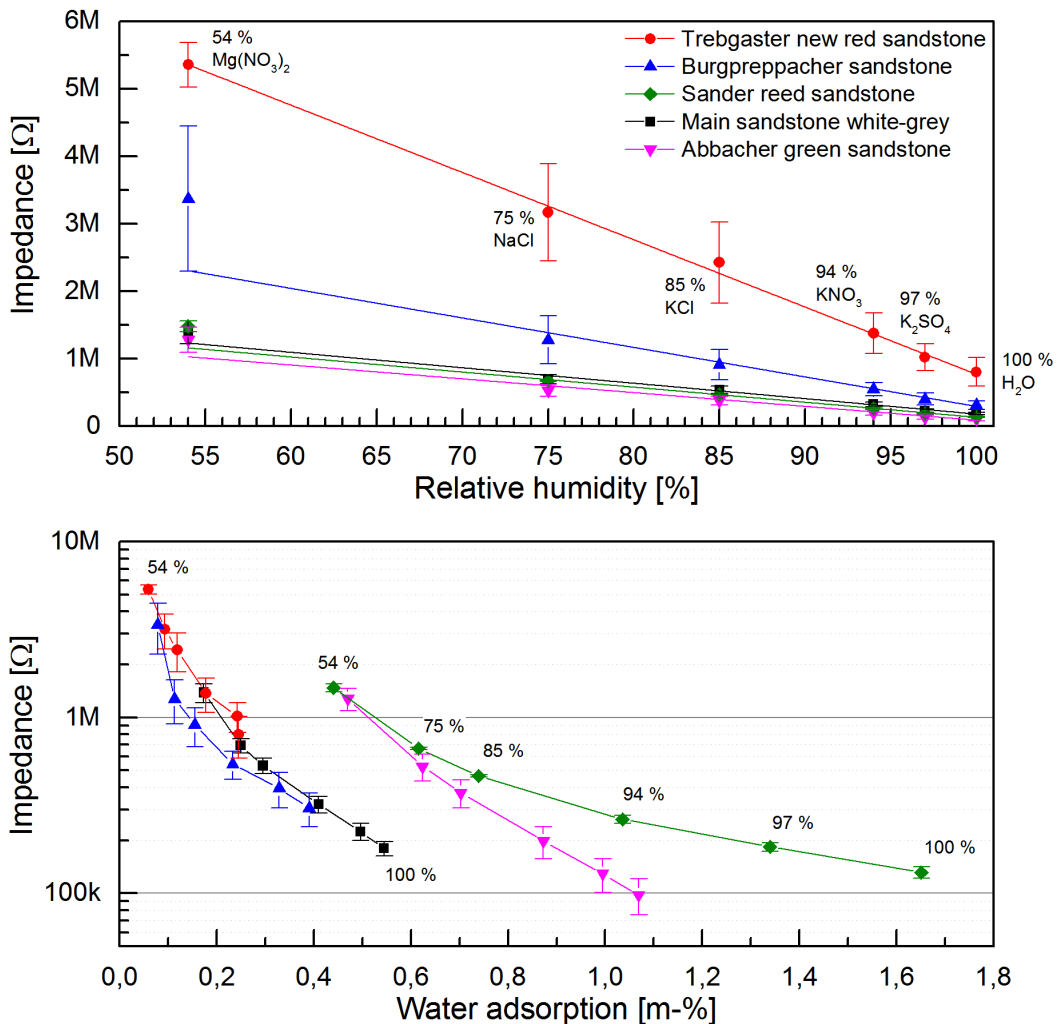 6M
5M
4M
3M
2M
1M
0
Impedance [Ω]
54 %
Mg(NO₃)₂
Trebgaster new red sandstone
Burgpreppacher sandstone
Sander reed sandstone
Main sandstone white-grey
Abbacher green sandstone
75 %
NaCl
85 %
KCl
94 %
KNO₃
97 %
K₂SO₄
100 %
H₂O
50 55 60 65 70 75 80 85 90 95 100
Relative humidity [%]
10M
1M
100k
Impedance [Ω]
54 %
54 %
75 %
85 %
94 %
97 %
100 %
100 %
0,0 0,2 0,4 0,6 0,8 1,0 1,2 1,4 1,6 1,8
Water adsorption [m-%]